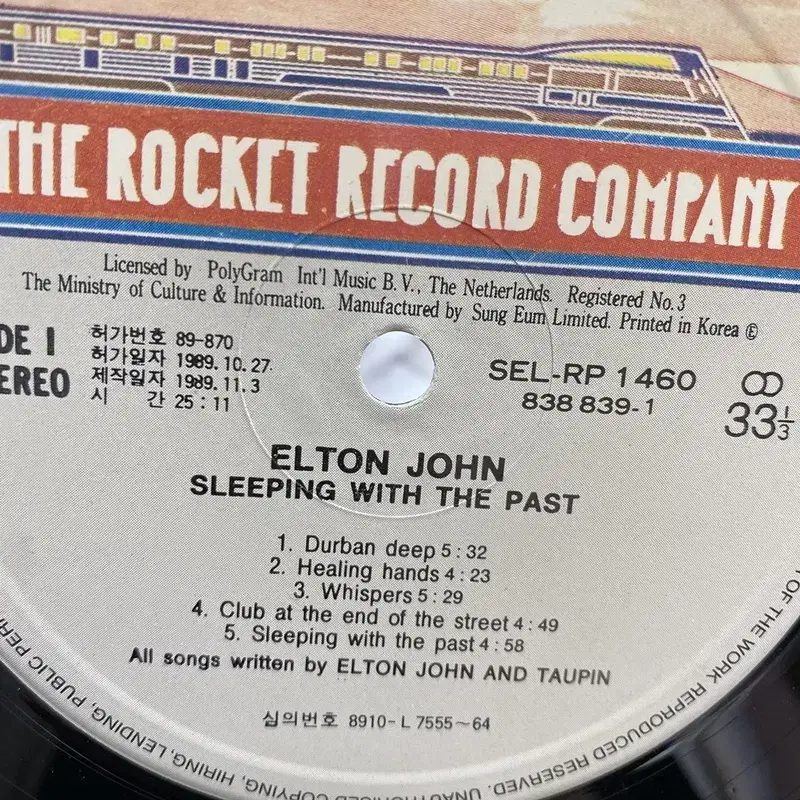 THE ROCKET RECORD COMPANY
Licensed by PolyGram Int'l Music B.V., The Netherlands. Registered No.3
The Ministry of Culture & Information. Manufactured by Sung Eum Limited. Printed in Korea Ⓔ
DE 1
EREO
허가번호 89-870
허가일자 1989.10.27.
제작일자 1989.11.3
시 간 25:11
SEL-RP 1460
838 839-1
33 1/3
ELTON JOHN
SLEEPING WITH THE PAST
1. Durban deep 5:32
2. Healing hands 4:23
3. Whispers 5:29
4. Club at the end of the street 4:49
5. Sleeping with the past 4:58
All songs written by ELTON JOHN AND TAUPIN
심의번호 8910-L 7555~64
OF THE WORK REPRODUCED RESERVED. UNAUTHORISED COPYING, HIRING, LENDING, PUBLIC PER